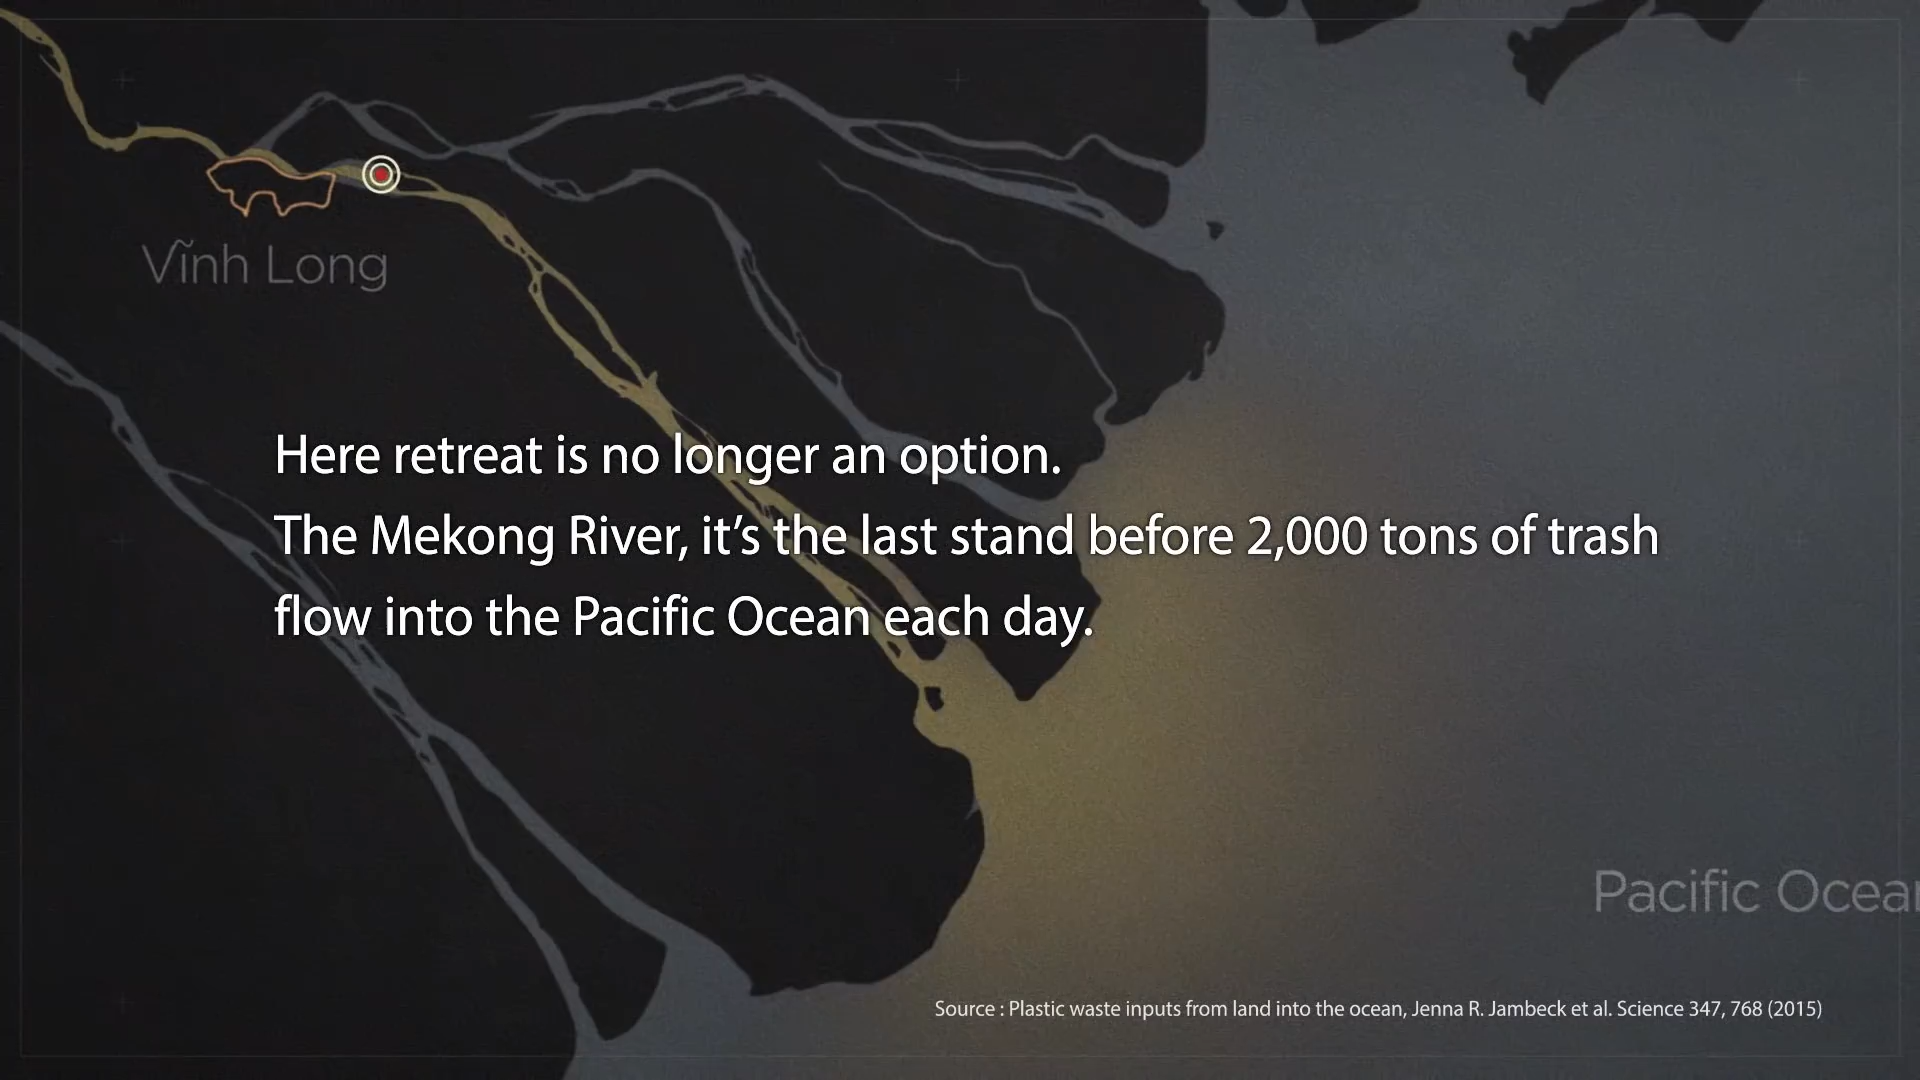 Vĩnh Long
Here retreat is no longer an option.
The Mekong River, it’s the last stand before 2,000 tons of trash
flow into the Pacific Ocean each day.
Pacific Ocean
Source : Plastic waste inputs from land into the ocean, Jenna R. Jambeck et al. Science 347, 768 (2015)